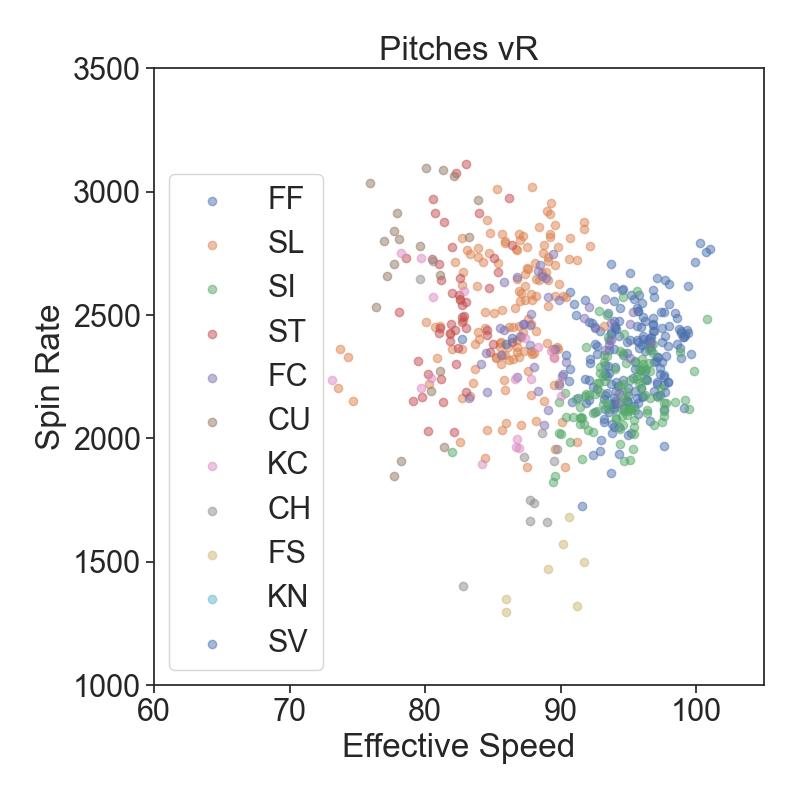 Pitches vR
3500
3000
2500
2000
1500
1000
Spin Rate
FF
SL
SI
ST
FC
CU
KC
CH
FS
KN
SV
60 70 80 90 100
Effective Speed